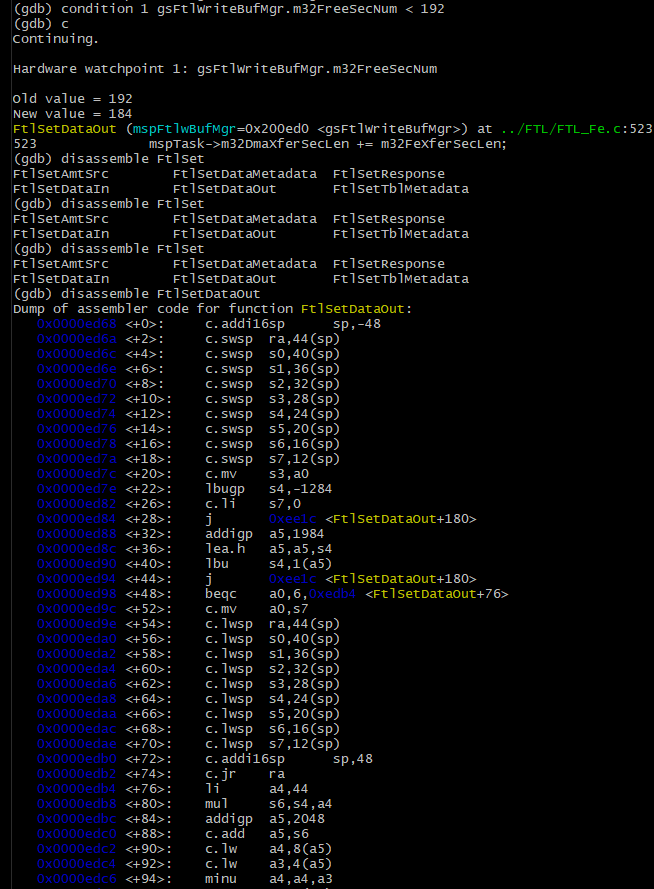 (gdb) condition 1 gsFtlWriteBufMgr.m32FreeSecNum < 192
(gdb) c
Continuing.
Hardware watchpoint 1: gsFtlWriteBufMgr.m32FreeSecNum
Old value = 192
New value = 184
FtlSetDataOut (mspFtlwBufMgr=0x200ed0 <gsFtlWriteBufMgr>) at ../FTL/FTL_Fe.c:523
523 mspTask->m32DmaXferSecLen += m32FeXferSecLen;
(gdb) disassemble FtlSet
FtlSetAmtSrc FtlSetDataMetadata FtlSetResponse
FtlSetDataIn FtlSetDataOut FtlSetTblMetadata
(gdb) disassemble FtlSet
FtlSetAmtSrc FtlSetDataMetadata FtlSetResponse
FtlSetDataIn FtlSetDataOut FtlSetTblMetadata
(gdb) disassemble FtlSet
FtlSetAmtSrc FtlSetDataMetadata FtlSetResponse
FtlSetDataIn FtlSetDataOut FtlSetTblMetadata
(gdb) disassemble FtlSetDataOut
Dump of assembler code for function FtlSetDataOut:
0x0000ed68 <+0>: c.addi16sp sp,-48
0x0000ed6a <+2>: c.swsp ra,44(sp)
0x0000ed6c <+4>: c.swsp s0,40(sp)
0x0000ed6e <+6>: c.swsp s1,36(sp)
0x0000ed70 <+8>: c.swsp s2,32(sp)
0x0000ed72 <+10>: c.swsp s3,28(sp)
0x0000ed74 <+12>: c.swsp s4,24(sp)
0x0000ed76 <+14>: c.swsp s5,20(sp)
0x0000ed78 <+16>: c.swsp s6,16(sp)
0x0000ed7a <+18>: c.swsp s7,12(sp)
0x0000ed7c <+20>: c.mv s3,a0
0x0000ed7e <+22>: lbugp s4,-1284
0x0000ed82 <+26>: c.li s7,0
0x0000ed84 <+28>: j 0xee1c <FtlSetDataOut+180>
0x0000ed88 <+32>: addigp a5,1984
0x0000ed8c <+36>: lea.h a5,a5,s4
0x0000ed90 <+40>: lbu s4,1(a5)
0x0000ed94 <+44>: j 0xee1c <FtlSetDataOut+180>
0x0000ed98 <+48>: beqc a0,6,0xedb4 <FtlSetDataOut+76>
0x0000ed9c <+52>: c.mv a0,s7
0x0000ed9e <+54>: c.lwsp ra,44(sp)
0x0000eda0 <+56>: c.lwsp s0,40(sp)
0x0000eda2 <+58>: c.lwsp s1,36(sp)
0x0000eda4 <+60>: c.lwsp s2,32(sp)
0x0000eda6 <+62>: c.lwsp s3,28(sp)
0x0000eda8 <+64>: c.lwsp s4,24(sp)
0x0000edaa <+66>: c.lwsp s5,20(sp)
0x0000edac <+68>: c.lwsp s6,16(sp)
0x0000edae <+70>: c.lwsp s7,12(sp)
0x0000edb0 <+72>: c.addi16sp sp,48
0x0000edb2 <+74>: c.jr ra
0x0000edb4 <+76>: li a4,44
0x0000edb8 <+80>: mul s6,s4,a4
0x0000edbc <+84>: addigp a5,2048
0x0000edc0 <+88>: c.add a5,s6
0x0000edc2 <+90>: c.lw a4,8(a5)
0x0000edc4 <+92>: c.lw a3,4(a5)
0x0000edc6 <+94>: minu a4,a4,a3